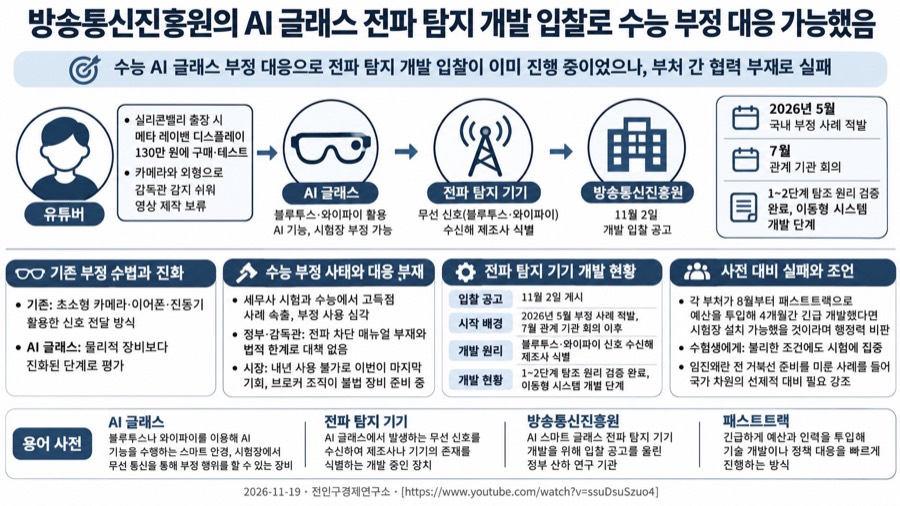 방송통신진흥원의 AI 글래스 전파 탐지 개발 입찰로 수능 부정 대응 가능했음
수능 AI 글래스 부정 대응으로 전파 탐지 개발 입찰이 이미 진행 중이었으나, 부처 간 협력 부재로 실패
유튜버
• 실리콘밸리 출장 시
메타 레이밴 디스플레이
130만 원에 구매·테스트
• 카메라와 외형으로
감독관 감지 쉬워
영상 제작 보류
AI 글래스
블루투스·와이파이 활용
AI 기능, 시험장 부정 가능
전파 탐지 기기
무선 신호(블루투스·와이파이)
수신해 제조사 식별
방송통신진흥원
11월 2일
개발 입찰 공고
2026년 5월
국내 부정 사례 적발
7월
관계 기관 회의
1~2단계 탐조 원리 검증
완료, 이동형 시스템
개발 단계
기존 부정 수법과 진화
• 기존: 초소형 카메라·이어폰·진동기
활용한 신호 전달 방식
• AI 글래스: 물리적 장비보다
진화된 단계로 평가
수능 부정 사태와 대응 부재
• 세무사 시험과 수능에서 고득점
사례 속출, 부정 사용 심각
• 정부·감독관: 전파 차단 매뉴얼 부재와
법적 한계로 대책 없음
• 시장: 내년 사용 불가로 이번이 마지막
기회, 브로커 조직이 불법 장비 준비 중
전파 탐지 기기 개발 현황
입찰 공고
11월 2일 게시
시작 배경
2026년 5월 부정 사례 적발,
7월 관계 기관 회의 이후
개발 원리
블루투스·와이파이 신호 수신해
제조사 식별
개발 현황
1~2단계 탐조 원리 검증 완료,
이동형 시스템 개별 단계
사전 대비 실패와 조언
• 각 부처가 8월부터 패스트트랙으로
예산을 투입해 4개월간 긴급 개발했다면
시험장 설치 가능했을 것이라며 행정력 비판
• 수험생에게: 불리한 조건에도 시험에 집중
• 임진왜란 전 거북선 준비를 미룬 사례를 들어
국가 차원의 선제적 대비 필요 강조
용어 사전
AI 글래스
블루투스나 와이파이를 이용해 AI
기능을 수행하는 스마트 안경, 시험장에서
무선 통신을 통해 부정 행위를 할 수 있는 장비
전파 탐지 기기
AI 글래스에서 발생하는 무선 신호를
수신하여 제조사나 기기의 존재를
식별하는 개발 중인 장치
방송통신진흥원
AI 스마트 글래스 전파 탐지 기기
개발을 위해 입찰 공고를 올린
정부 산하 연구 기관
패스트트랙
긴급하게 예산과 인력을 투입해
기술 개발이나 정책 대응을 빠르게
진행하는 방식
2026-11-19 · 전인구경제연구소 · [https://www.youtube.com/watch?v=ssuDsuSzuo4]